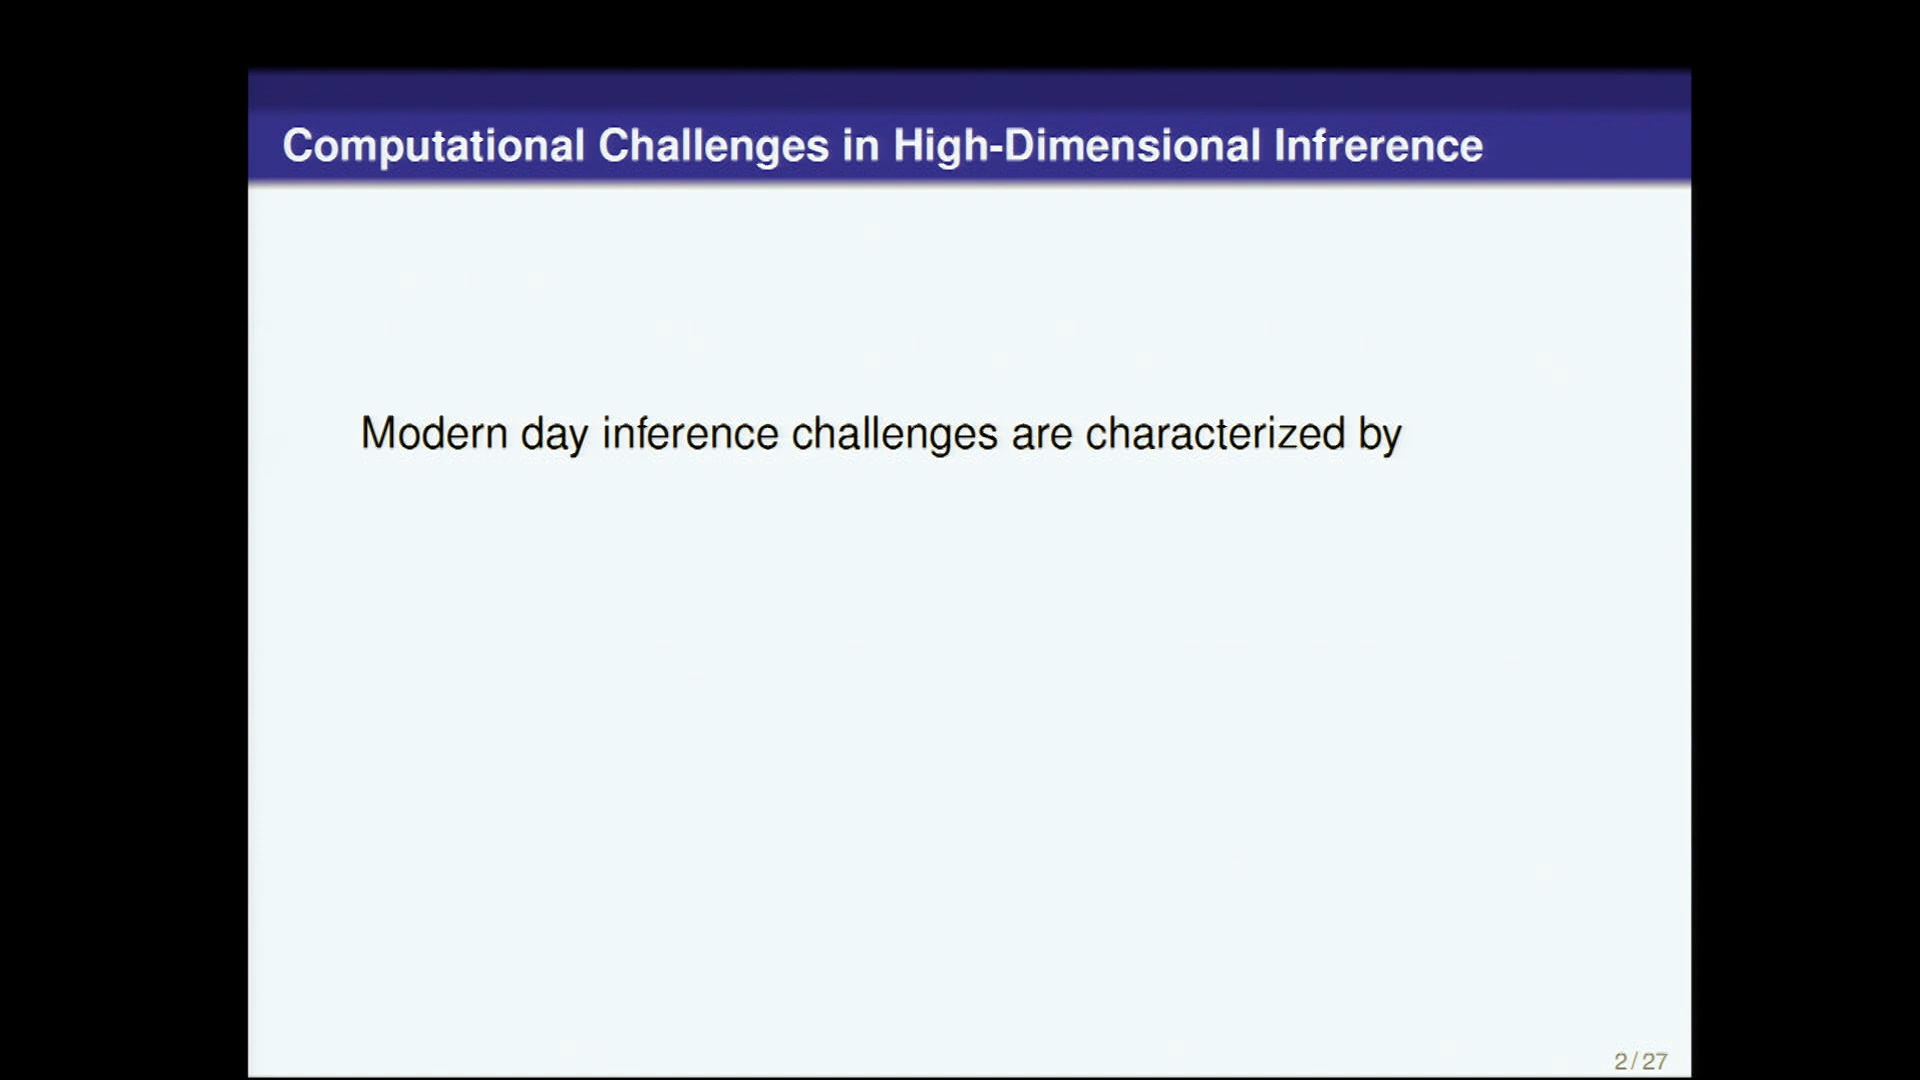 Computational Challenges in High-Dimensional Infrerence
Modern day inference challenges are characterized by
2 / 27